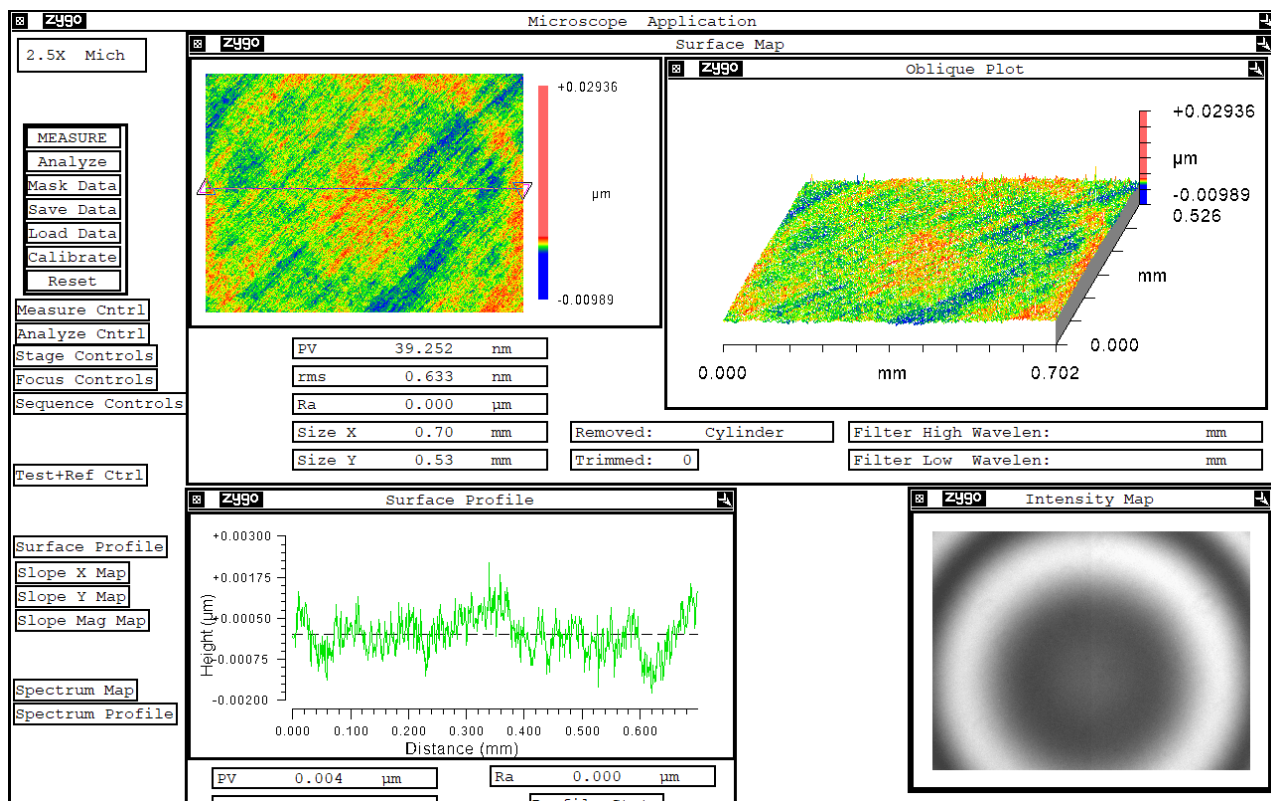 zygo Microscope Application
2.5X Mich
MEASURE
Analyze
Mask Data
Save Data
Load Data
Calibrate
Reset
Measure Cntrl
Analyze Cntrl
Stage Controls
Focus Controls
Sequence Controls
Test+Ref Ctrl
Surface Profile
Slope X Map
Slope Y Map
Slope Mag Map
Spectrum Map
Spectrum Profile
zygo Surface Map
+0.02936
µm
-0.00989
zygo Oblique Plot
+0.02936
µm
-0.00989
0.526
mm
0.000
0.000 mm 0.702
PV 39.252 nm
rms 0.633 nm
Ra 0.000 µm
Size X 0.70 mm
Size Y 0.53 mm
Removed: Cylinder
Trimmed: 0
Filter High Wavelen: mm
Filter Low Wavelen: mm
zygo Surface Profile
+0.00300
+0.00175
+0.00050
-0.00075
-0.00200
Height (µm)
0.000 0.100 0.200 0.300 0.400 0.500 0.600
Distance (mm)
PV 0.004 µm
Ra 0.000 µm
zygo Intensity Map